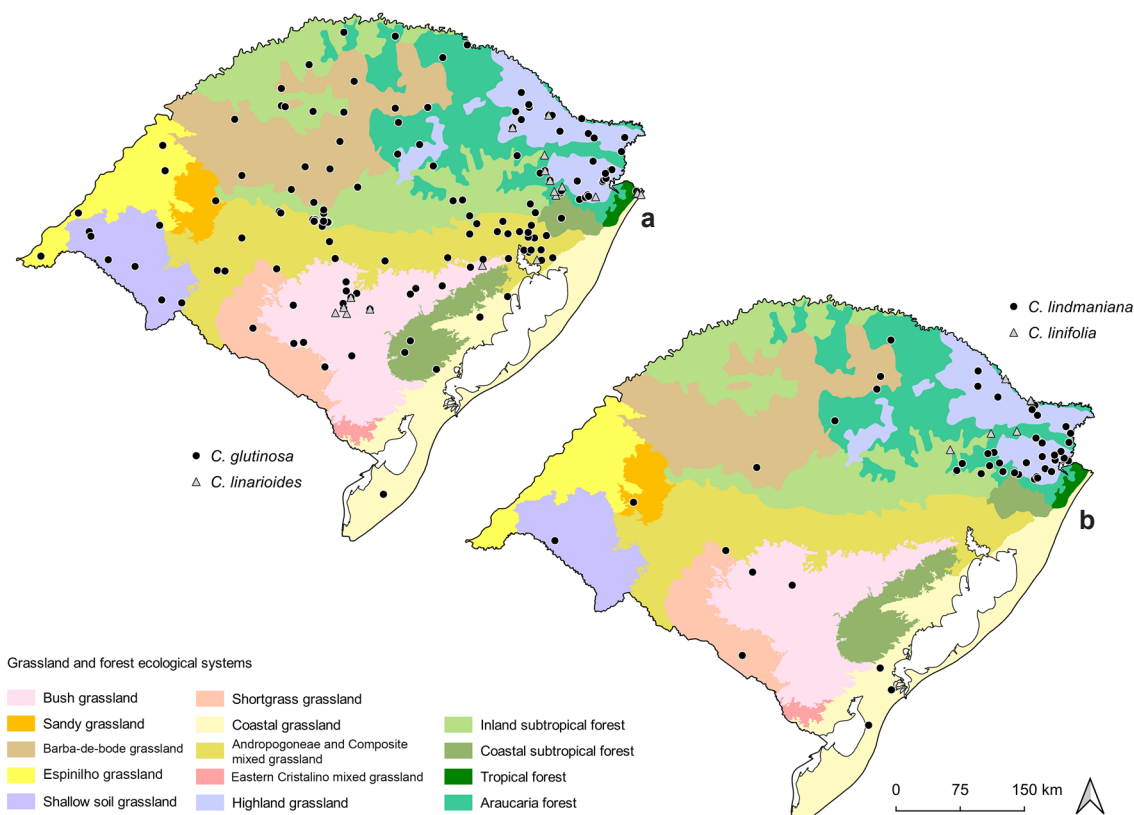 a
C. lindmaniana
C. linifolia
C. glutinosa
C. linarioides
b
Grassland and forest ecological systems
Bush grassland
Sandy grassland
Barba-de-bode grassland
Espinilho grassland
Shallow soil grassland
Shortgrass grassland
Coastal grassland
Andropogoneae and Composite
mixed grassland
Eastern Cristalino mixed grassland
Highland grassland
Inland subtropical forest
Coastal subtropical forest
Tropical forest
Araucaria forest
0 75 150 km